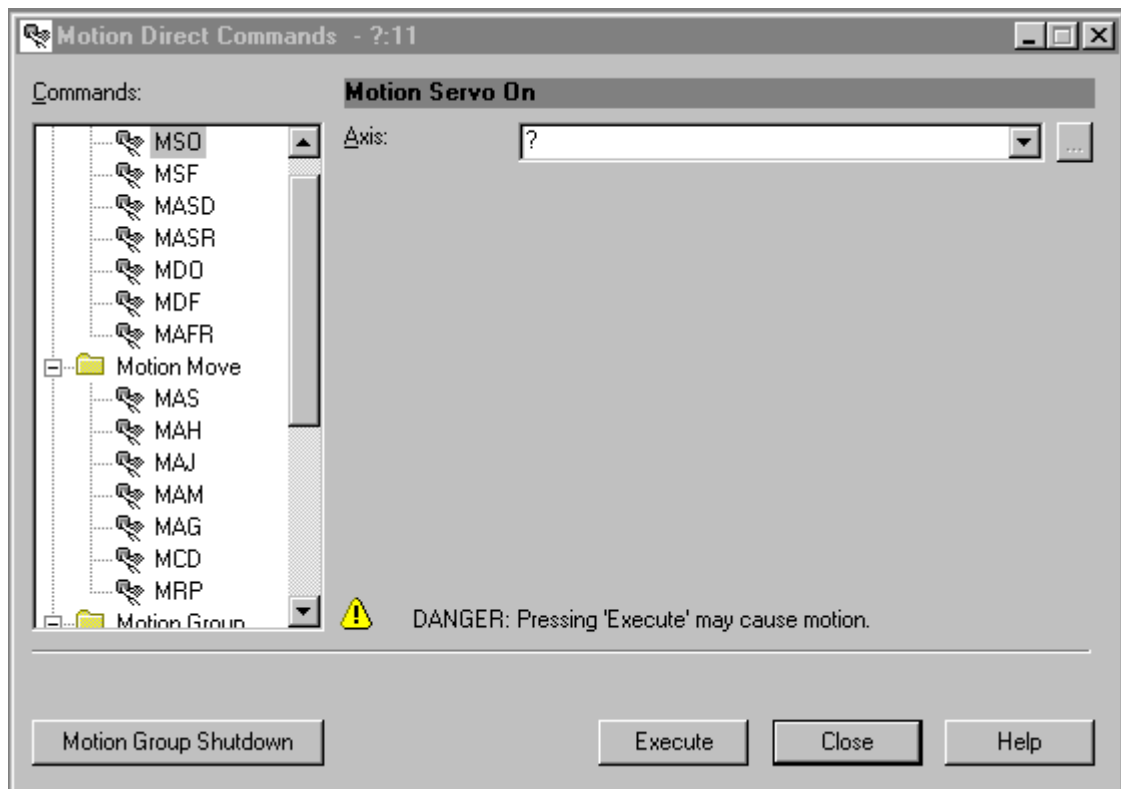 Motion Direct Commands - ?:11
Commands:
MSO
MSF
MASD
MASR
MDO
MDF
MAFR
Motion Move
MAS
MAH
MAJ
MAM
MAG
MCD
MRP
Motion Group
Motion Servo On
Axis:
?
...
DANGER: Pressing 'Execute' may cause motion.
Motion Group Shutdown
Execute
Close
Help